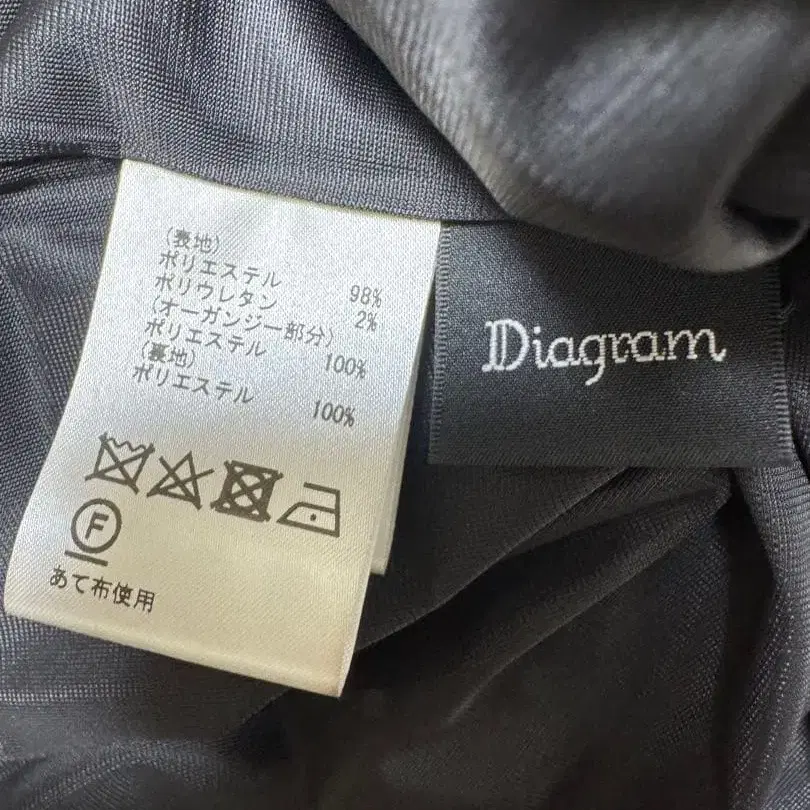 (表地)
ポリエステル 98%
ポリウレタン 2%
(オーガンジー部分)
ポリエステル 100%
(裏地)
ポリエステル 100%
F
あて布使用
Diagram